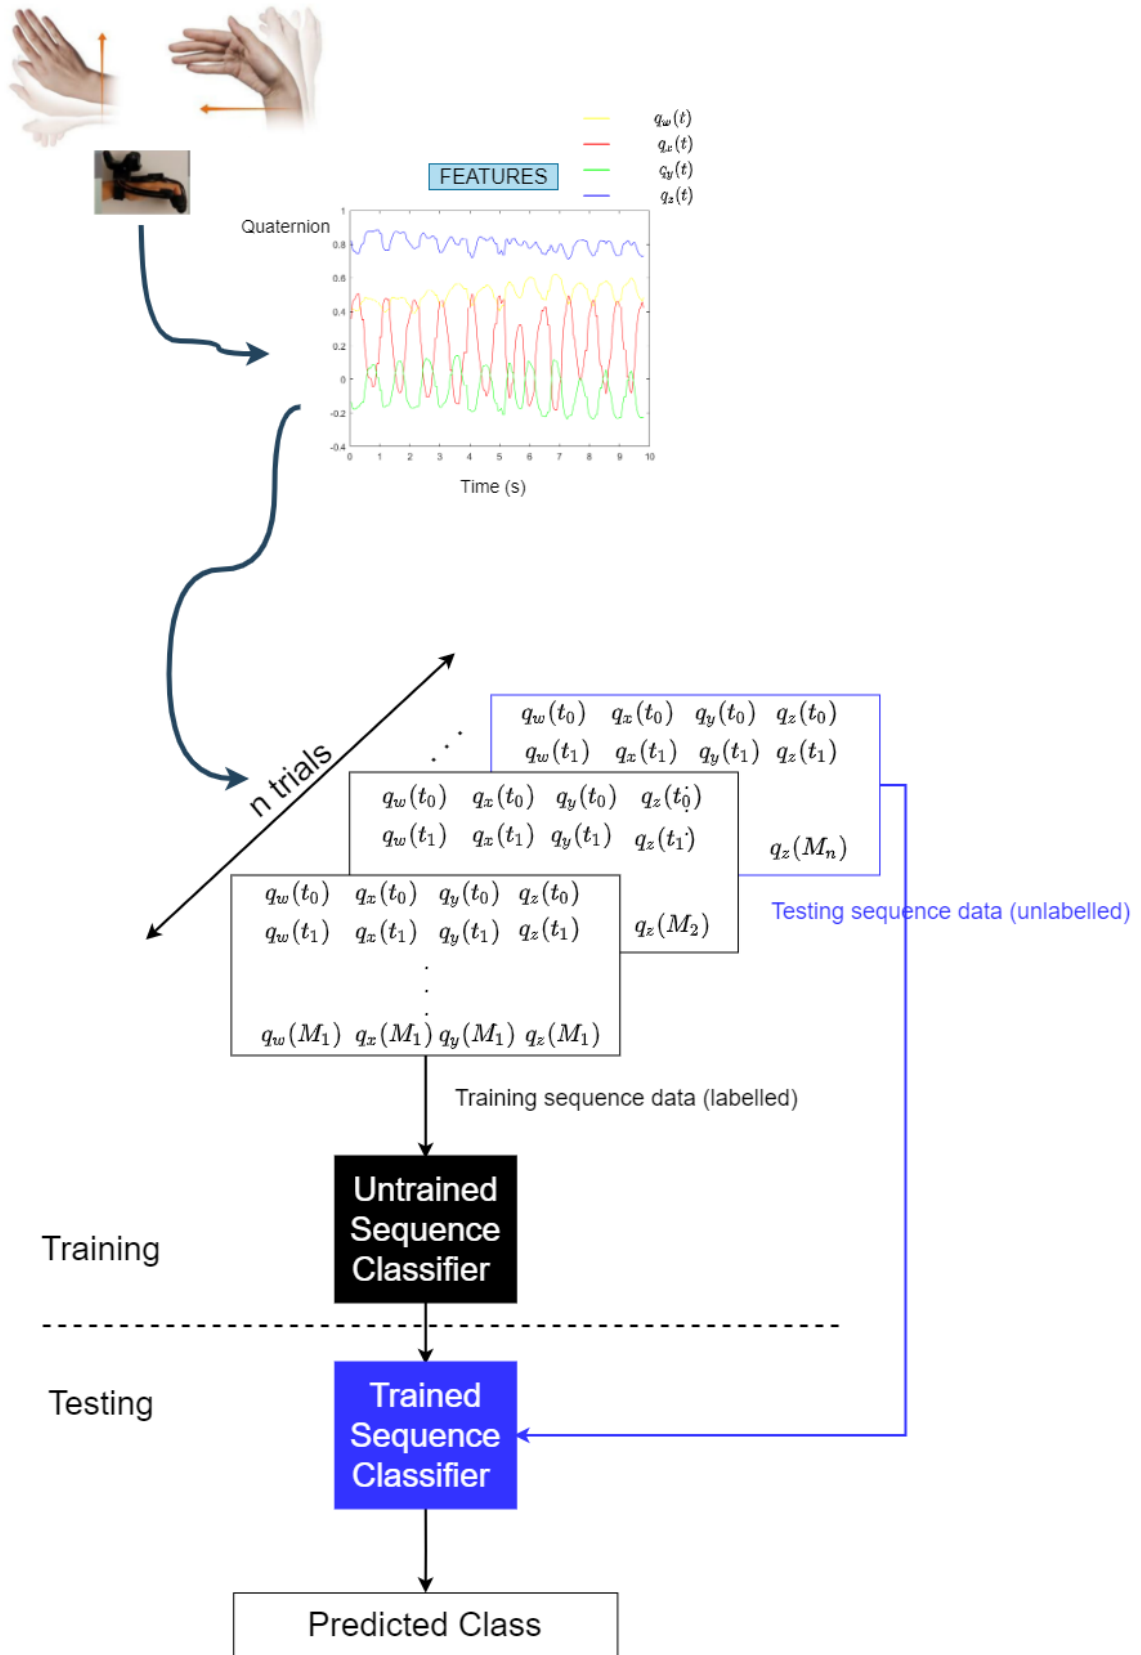 q_w(t)
q_x(t)
q_y(t)
q_z(t)
FEATURES
Quaternion
1
0.8
0.6
0.4
0.2
0
-0.2
-0.4
0 1 2 3 4 5 6 7 8 9 10
Time (s)
n trials
q_w(t_0) q_x(t_0) q_y(t_0) q_z(t_0)
q_w(t_1) q_x(t_1) q_y(t_1) q_z(t_1)
q_z(M_n)
Testing sequence data (unlabelled)
q_w(t_0) q_x(t_0) q_y(t_0) q_z(t_0)
q_w(t_1) q_x(t_1) q_y(t_1) q_z(t_1)
q_z(M_2)
q_w(t_0) q_x(t_0) q_y(t_0) q_z(t_0)
q_w(t_1) q_x(t_1) q_y(t_1) q_z(t_1)
q_w(M_1) q_x(M_1) q_y(M_1) q_z(M_1)
Training sequence data (labelled)
Untrained
Sequence
Classifier
Training
Testing
Trained
Sequence
Classifier
Predicted Class